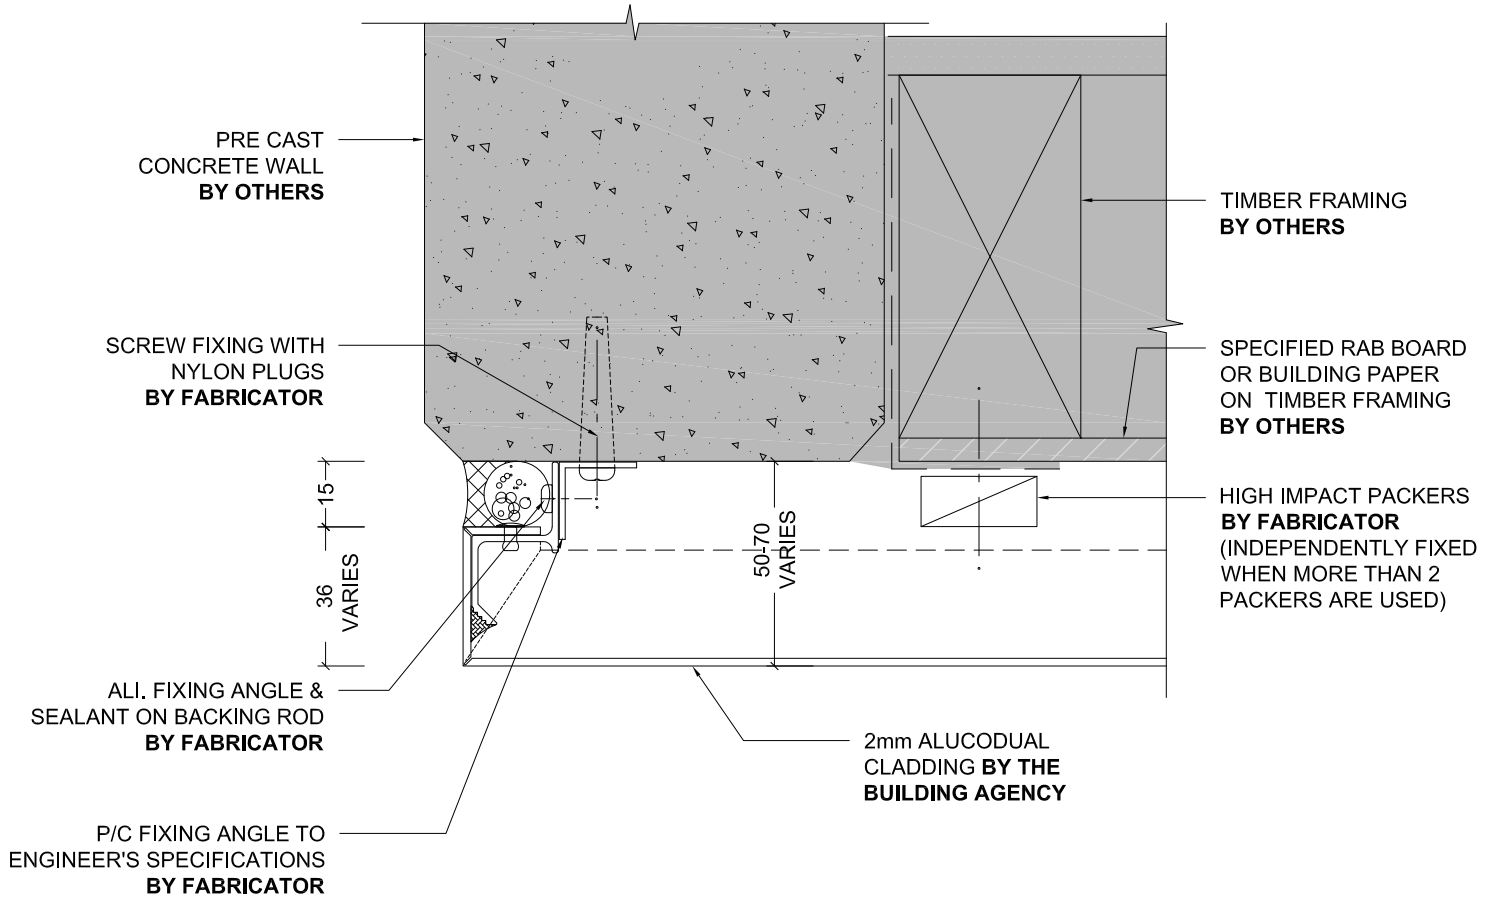 PRE CAST
CONCRETE WALL
BY OTHERS
TIMBER FRAMING
BY OTHERS
SCREW FIXING WITH
NYLON PLUGS
BY FABRICATOR
SPECIFIED RAB BOARD
OR BUILDING PAPER
ON TIMBER FRAMING
BY OTHERS
15
36
VARIES
50-70
VARIES
HIGH IMPACT PACKERS
BY FABRICATOR
(INDEPENDENTLY FIXED
WHEN MORE THAN 2
PACKERS ARE USED)
ALI. FIXING ANGLE &
SEALANT ON BACKING ROD
BY FABRICATOR
2mm ALUCODUAL
CLADDING BY THE
BUILDING AGENCY
P/C FIXING ANGLE TO
ENGINEER'S SPECIFICATIONS
BY FABRICATOR